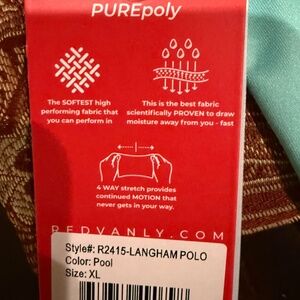 PUREpoly
The SOFTEST high
performing fabric that
you can perform in
This is the best fabric
scientifically PROVEN to draw
moisture away from you - fast
4 WAY stretch provides
continued MOTION that
never gets in your way.
REDVANLY.COM
Style#: R2415-LANGHAM POLO
Color: Pool
Size: XL